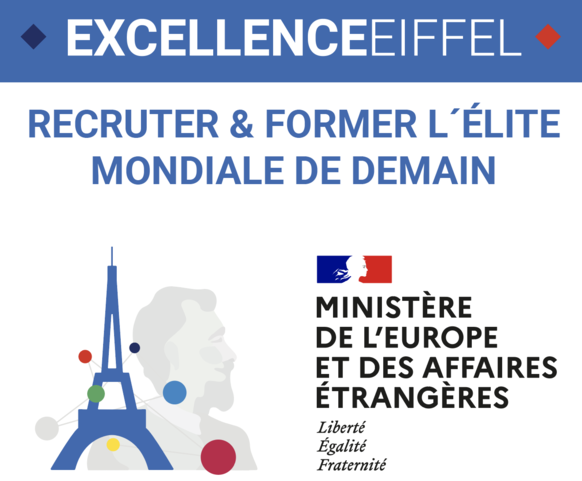 EXCELLENCEEIFFEL
RECRUTER & FORMER L´ÉLITE
MONDIALE DE DEMAIN
MINISTÈRE
DE L'EUROPE
ET DES AFFAIRES
ÉTRANGÈRES
Liberté
Égalité
Fraternité